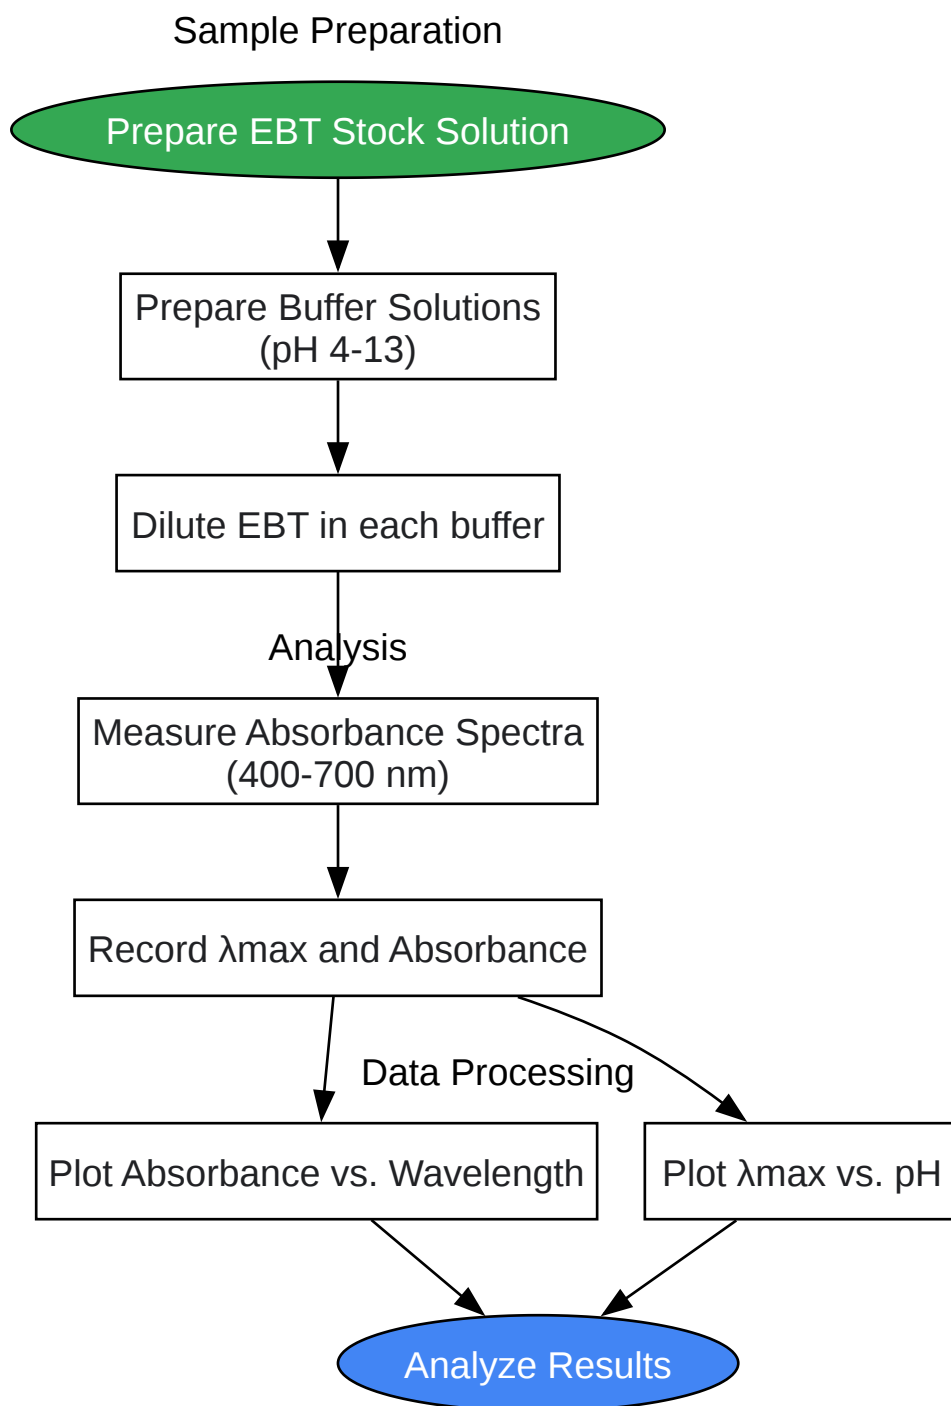 Sample Preparation
Prepare EBT Stock Solution
Prepare Buffer Solutions
(pH 4-13)
Dilute EBT in each buffer
Analysis
Measure Absorbance Spectra
(400-700 nm)
Record λmax and Absorbance
Data Processing
Plot Absorbance vs. Wavelength
Plot λmax vs. pH
Analyze Results